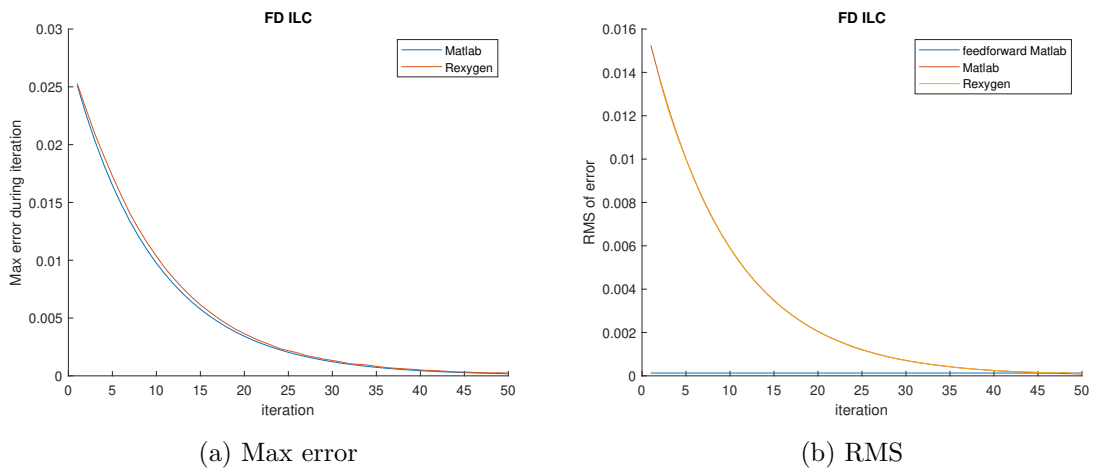 FD ILC
0.03
0.025
0.02
0.015
0.01
0.005
0
Max error during iteration
Matlab
Rexygen
0 5 10 15 20 25 30 35 40 45 50
iteration
(a) Max error
FD ILC
0.016
0.014
0.012
0.01
0.008
0.006
0.004
0.002
0
RMS of error
feedforward Matlab
Matlab
Rexygen
0 5 10 15 20 25 30 35 40 45 50
iteration
(b) RMS